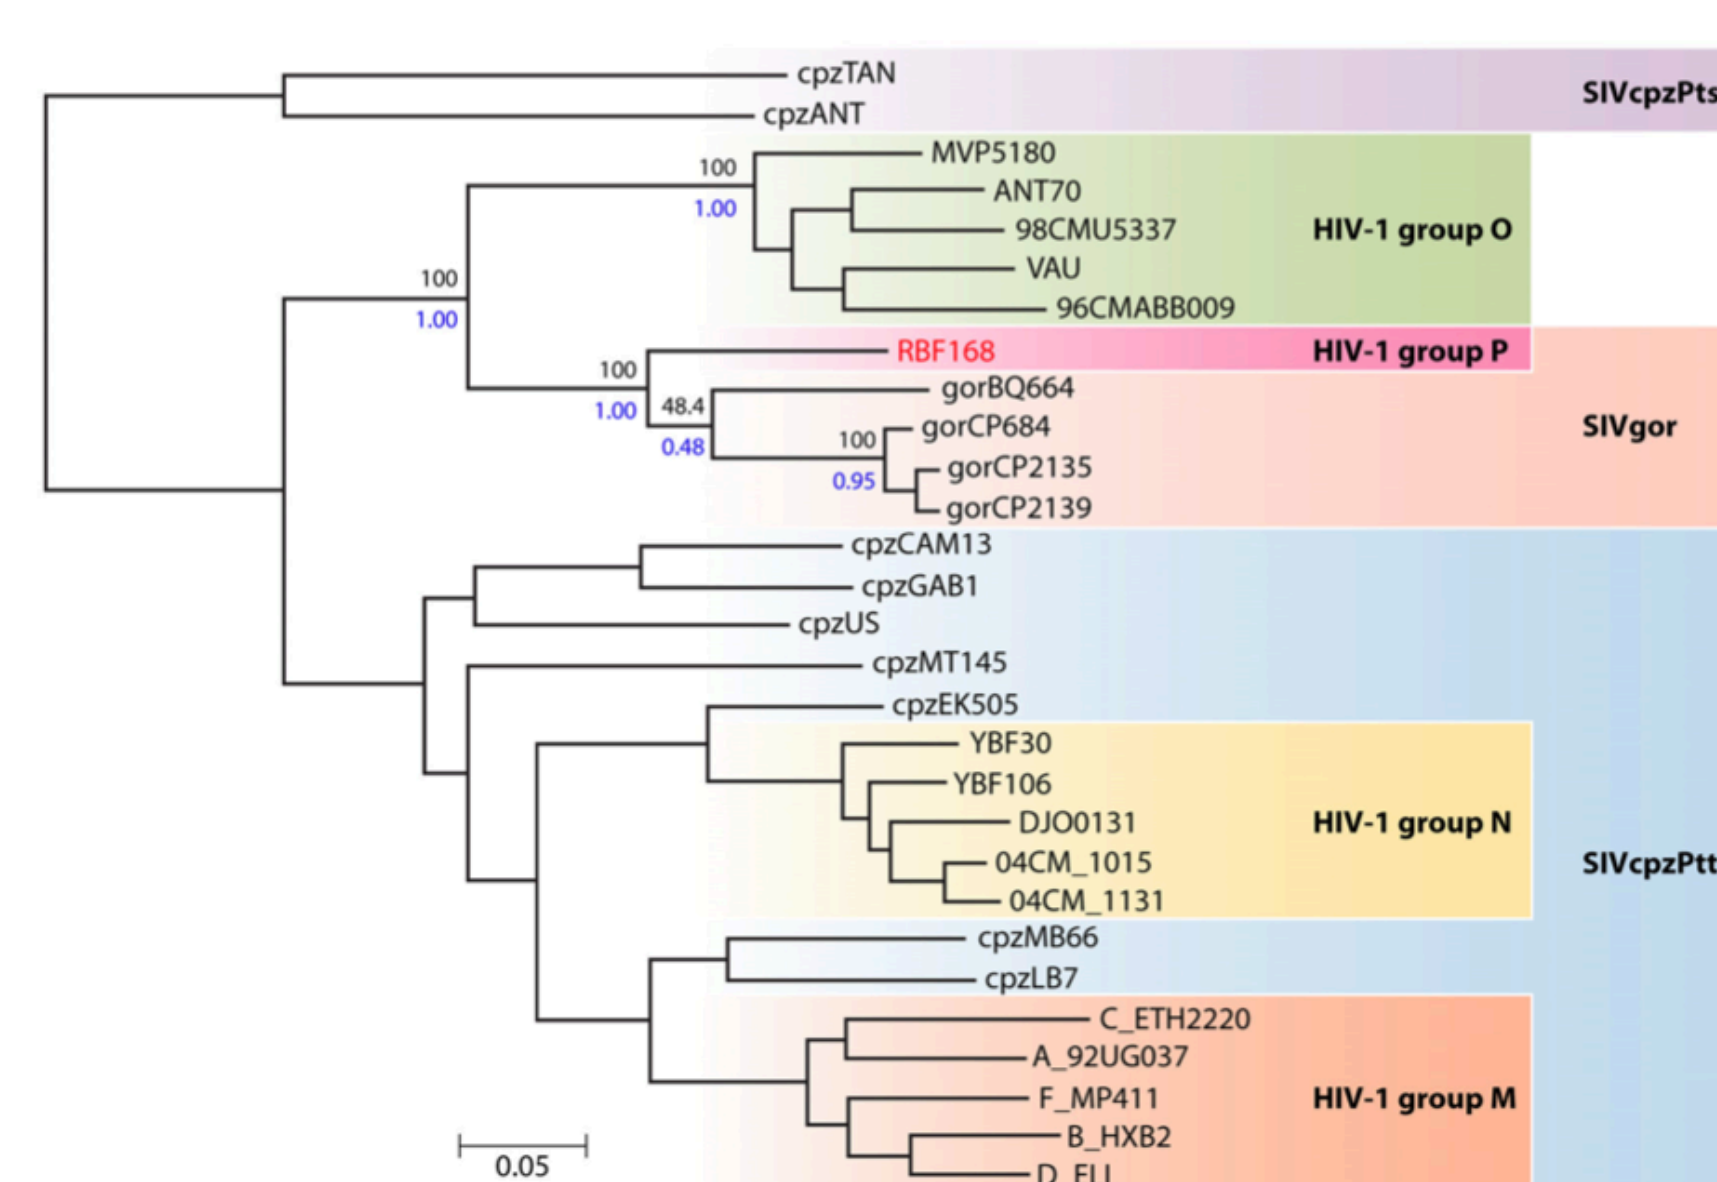 cpzTAN
SIVcpzPts
cpzANT
MVP5180
100
ANT70
1.00
98CMU5337
HIV-1 group O
VAU
100
96CMABB009
1.00
RBF168
HIV-1 group P
100
gorBQ664
48.4
1.00
gorCP684
SIVgor
100
0.48
gorCP2135
0.95
gorCP2139
cpzCAM13
cpzGAB1
cpzUS
cpzMT145
cpzEK505
YBF30
YBF106
DJO0131
HIV-1 group N
04CM_1015
SIVcpzPtt
04CM_1131
cpzMB66
cpzLB7
C_ETH2220
A_92UG037
F_MP411
HIV-1 group M
B_HXB2
0.05